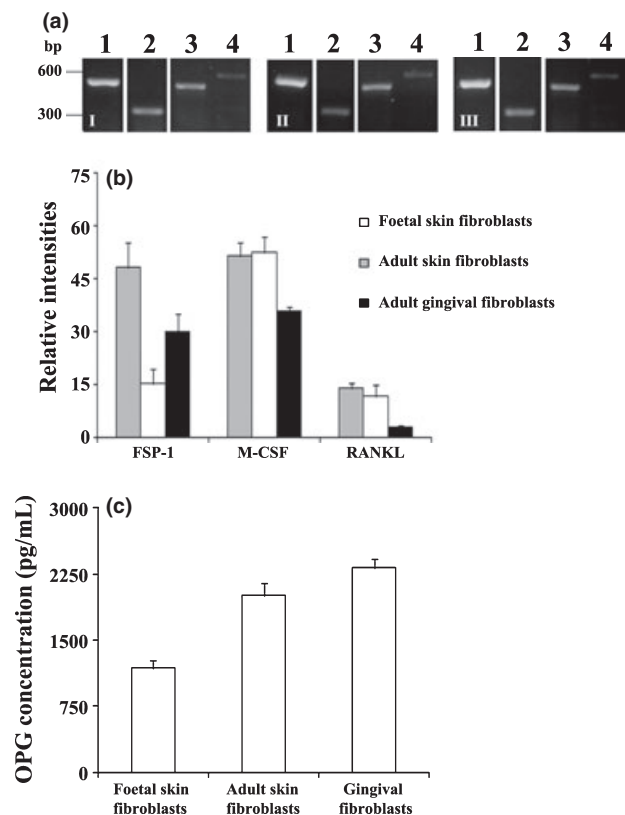 (a)
bp 1 2 3 4 1 2 3 4 1 2 3 4
600
300
I II III
(b)
Relative intensities
75
60
45
30
15
0
Foetal skin fibroblasts
Adult skin fibroblasts
Adult gingival fibroblasts
FSP-1 M-CSF RANKL
(c)
OPG concentration (pg/mL)
3000
2250
1500
750
0
Foetal skin fibroblasts
Adult skin fibroblasts
Gingival fibroblasts